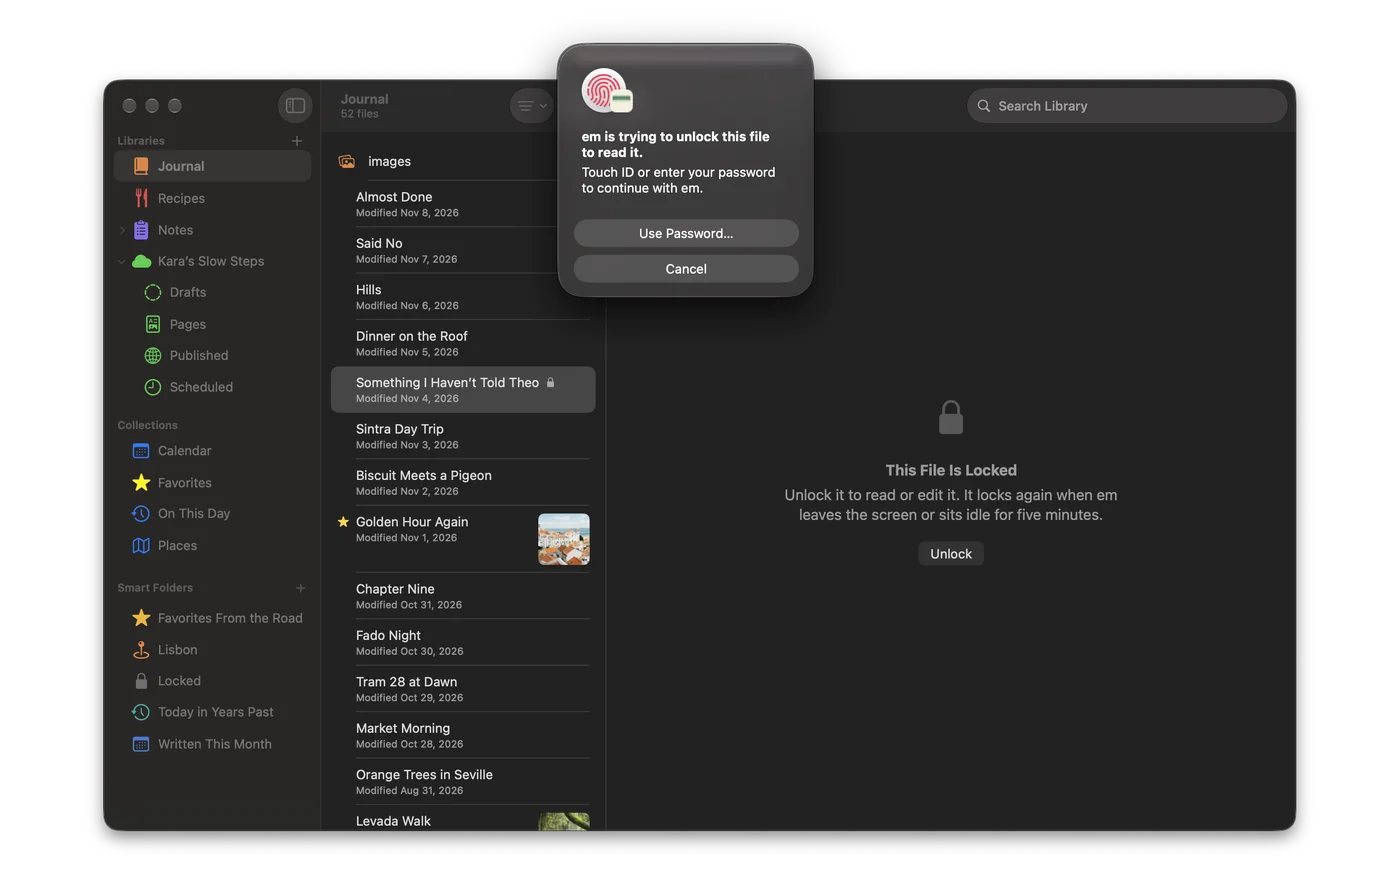 Libraries
Journal
Recipes
Notes
Kara's Slow Steps
Drafts
Pages
Published
Scheduled
Collections
Calendar
Favorites
On This Day
Places
Smart Folders
Favorites From the Road
Lisbon
Locked
Today in Years Past
Written This Month
Journal
52 files
images
Almost Done
Modified Nov 8, 2026
Said No
Modified Nov 7, 2026
Hills
Modified Nov 6, 2026
Dinner on the Roof
Modified Nov 5, 2026
Something I Haven't Told Theo
Modified Nov 4, 2026
Sintra Day Trip
Modified Nov 3, 2026
Biscuit Meets a Pigeon
Modified Nov 2, 2026
Golden Hour Again
Modified Nov 1, 2026
Chapter Nine
Modified Oct 31, 2026
Fado Night
Modified Oct 30, 2026
Tram 28 at Dawn
Modified Oct 29, 2026
Market Morning
Modified Oct 28, 2026
Orange Trees in Seville
Modified Aug 31, 2026
Levada Walk
em is trying to unlock this file
to read it.
Touch ID or enter your password
to continue with em.
Use Password...
Cancel
Search Library
This File Is Locked
Unlock it to read or edit it. It locks again when em
leaves the screen or sits idle for five minutes.
Unlock